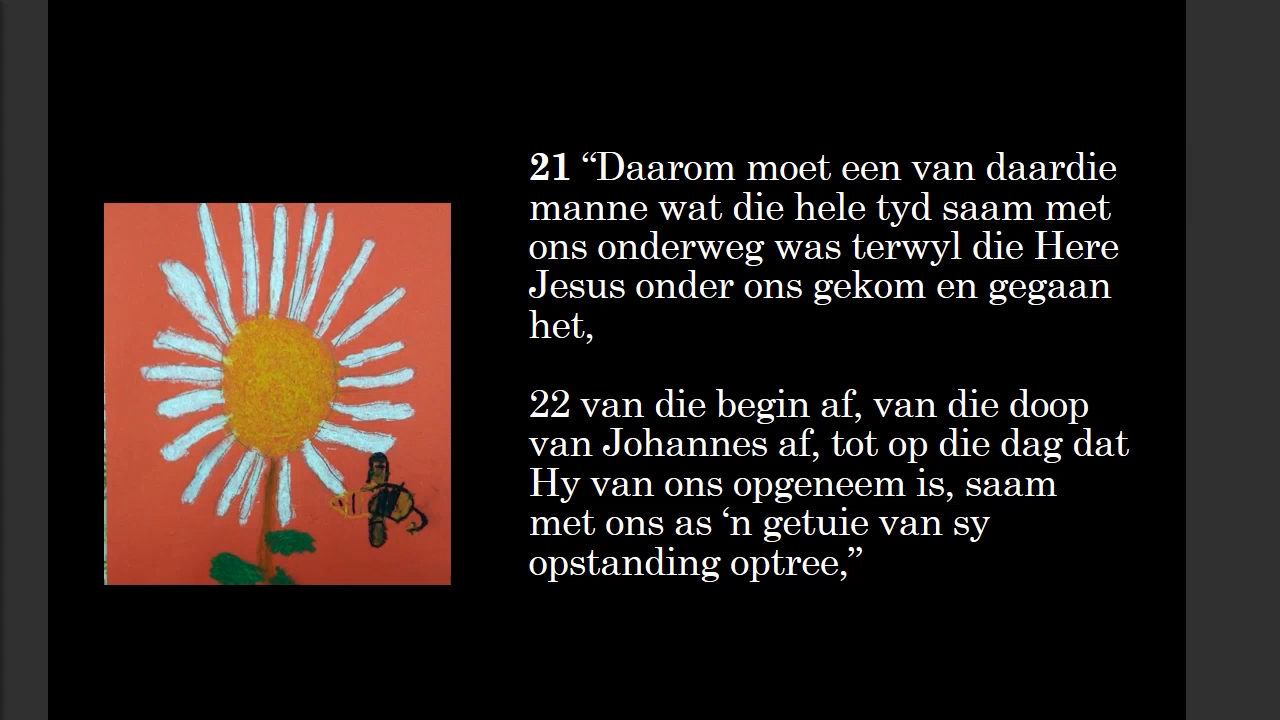 21 “Daarom moet een van daardie
manne wat die hele tyd saam met
ons onderweg was terwyl die Here
Jesus onder ons gekom en gegaan
het,
22 van die begin af, van die doop
van Johannes af, tot op die dag dat
Hy van ons opgeneem is, saam
met ons as ‘n getuie van sy
opstanding optree,”